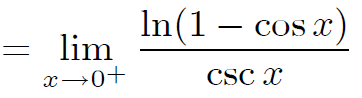 = lim_{x→0⁺} ln(1 − cos x) / csc x